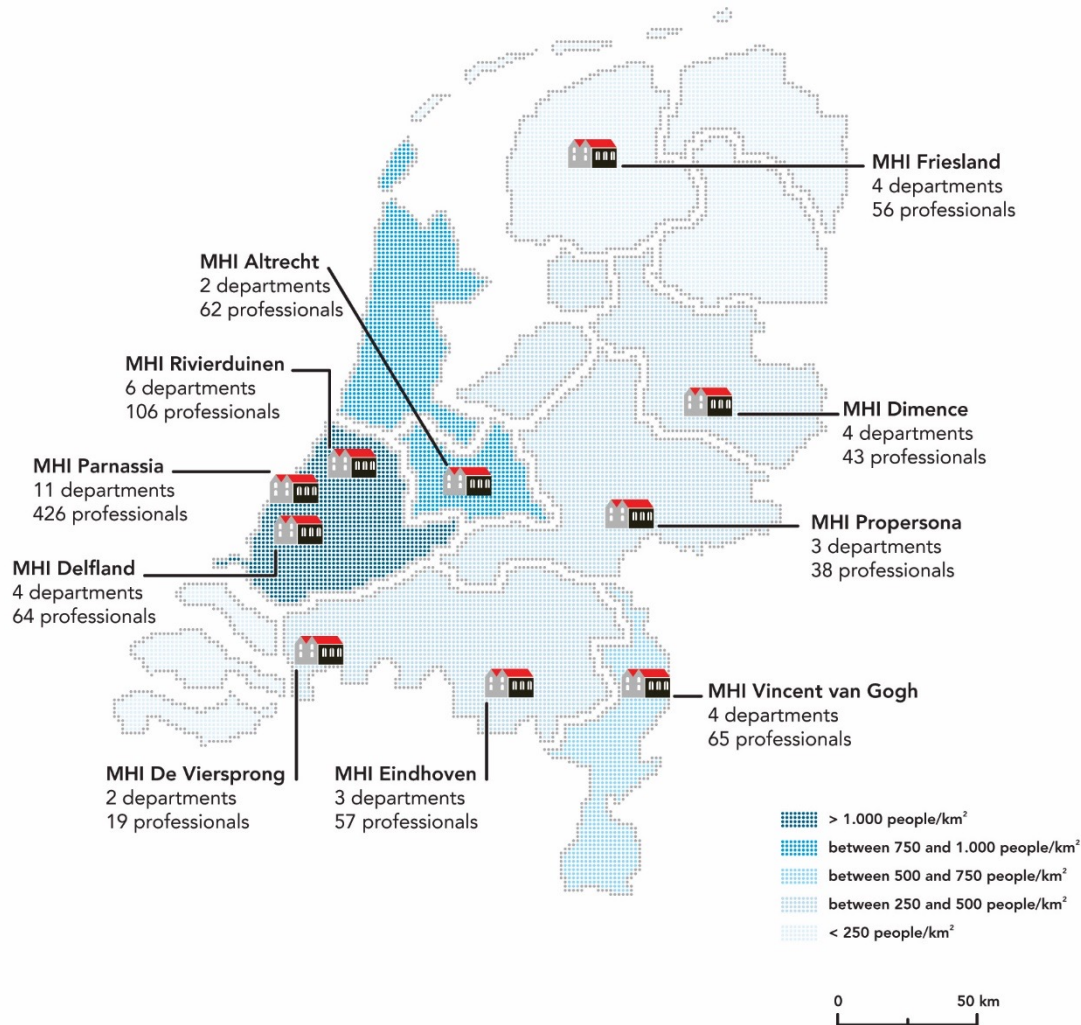 MHI Friesland
4 departments
56 professionals
MHI Altrecht
2 departments
62 professionals
MHI Rivierduinen
6 departments
106 professionals
MHI Dimence
4 departments
43 professionals
MHI Parnassia
11 departments
426 professionals
MHI Propersona
3 departments
38 professionals
MHI Delfland
4 departments
64 professionals
MHI Vincent van Gogh
4 departments
65 professionals
MHI De Viersprong
2 departments
19 professionals
MHI Eindhoven
3 departments
57 professionals
> 1.000 people/km²
between 750 and 1.000 people/km²
between 500 and 750 people/km²
between 250 and 500 people/km²
< 250 people/km²
0 50 km